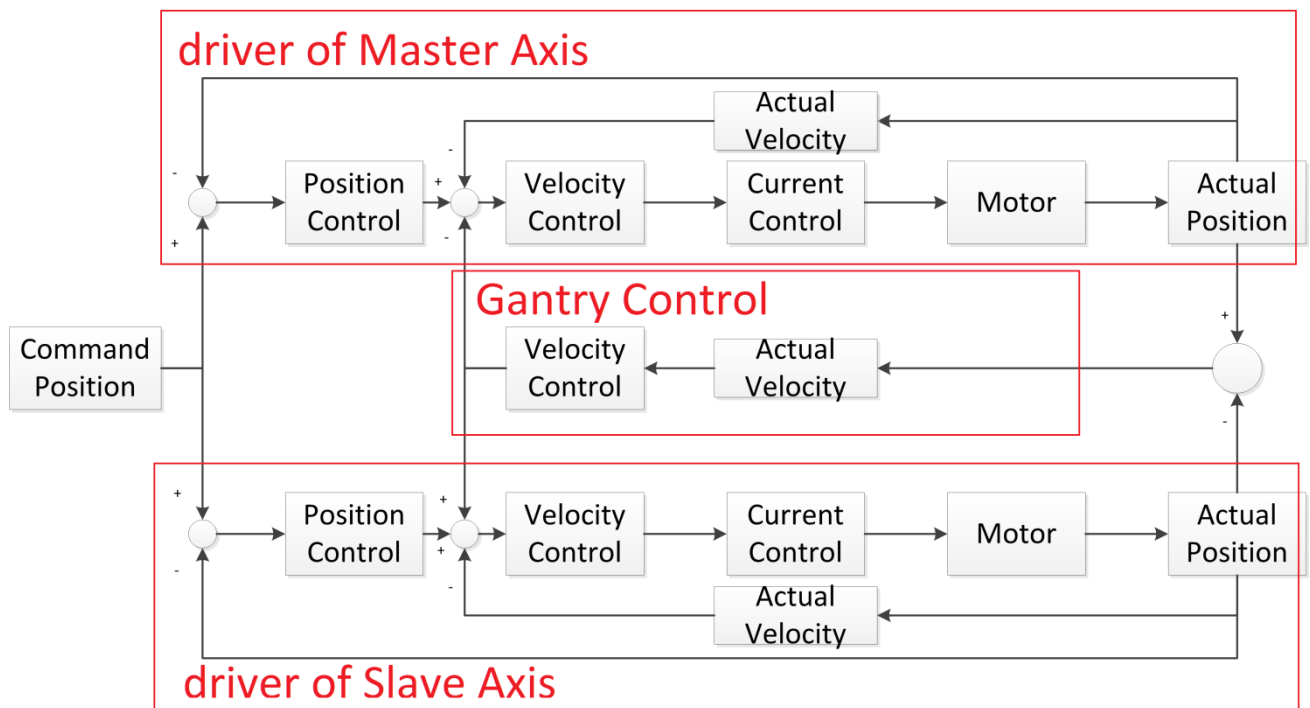 driver of Master Axis
Actual
Velocity
-
-
+
Position
Control
Velocity
Control
Current
Control
Motor
Actual
Position
+
-
Gantry Control
+
Command
Position
Velocity
Control
Actual
Velocity
-
+
+
Position
Control
+
Velocity
Control
Current
Control
Motor
Actual
Position
-
-
Actual
Velocity
driver of Slave Axis